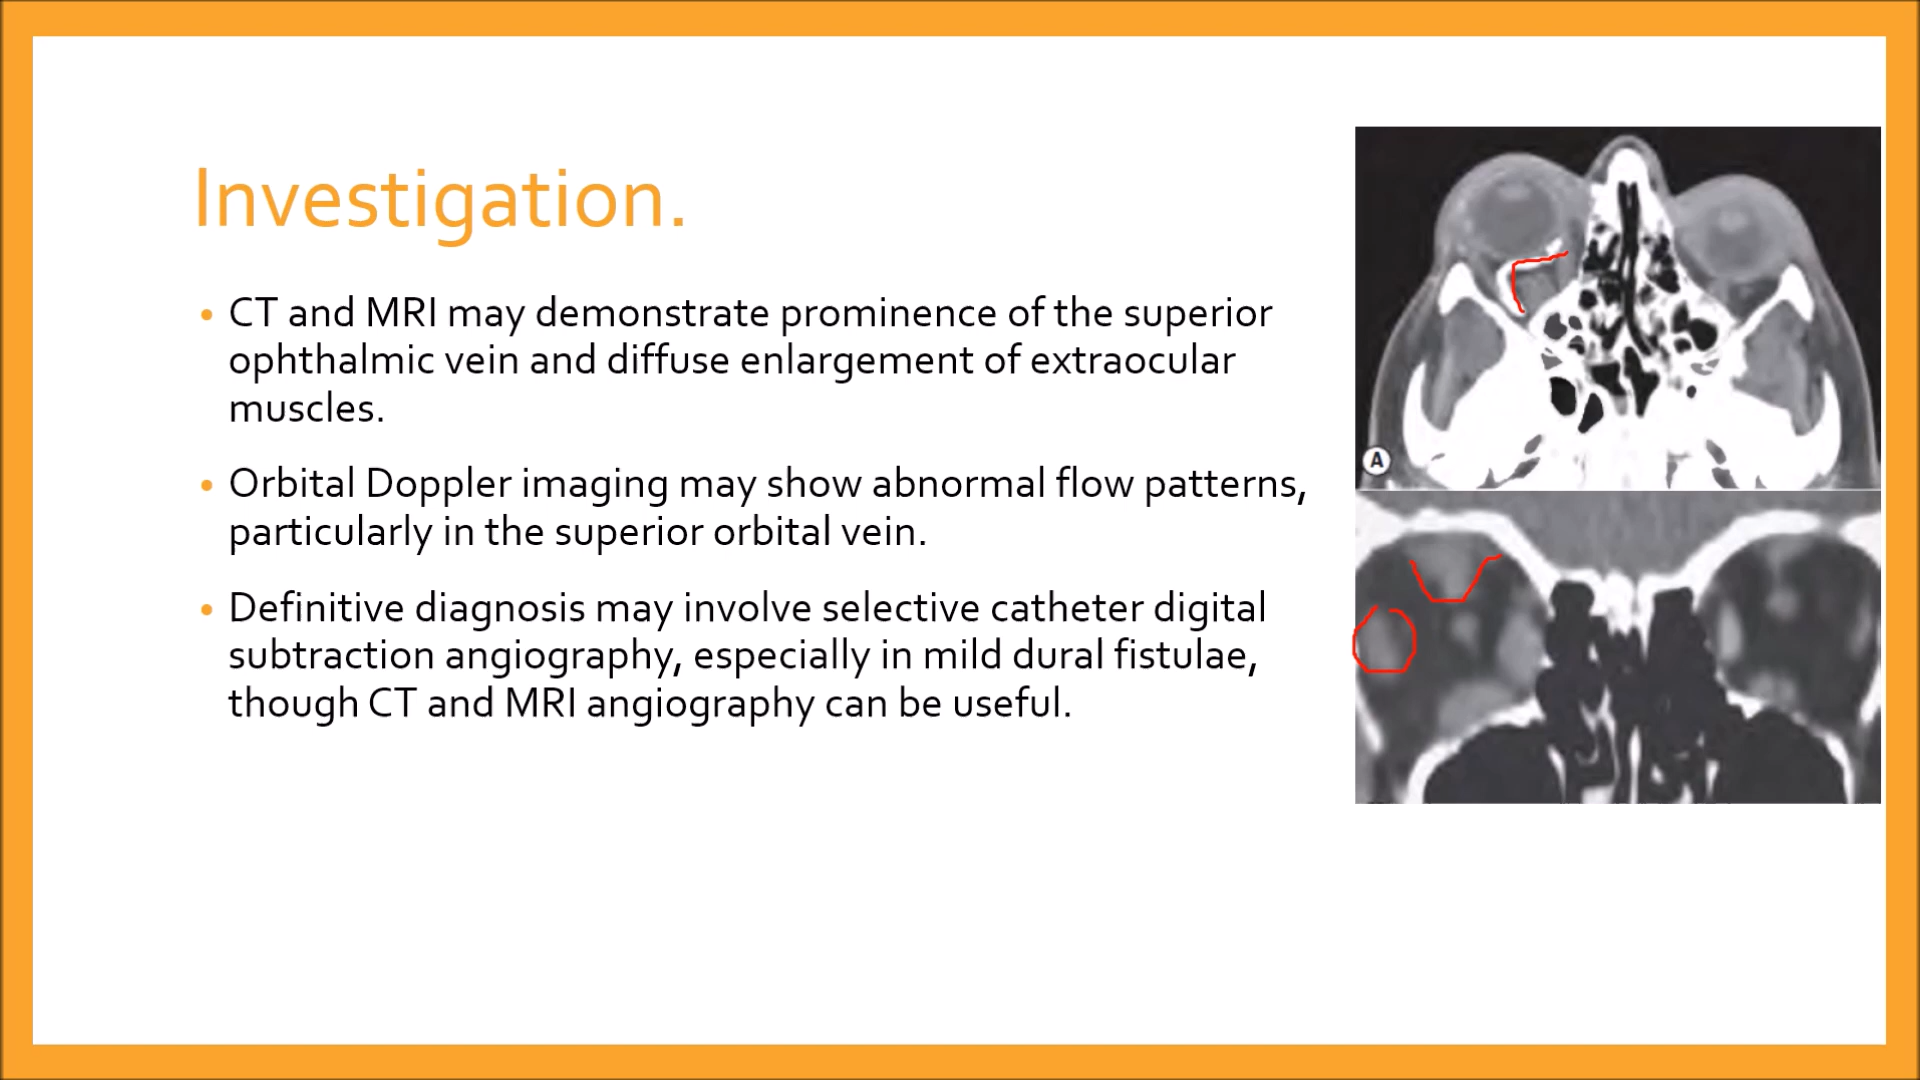 Investigation.
• CT and MRI may demonstrate prominence of the superior
ophthalmic vein and diffuse enlargement of extraocular
muscles.
• Orbital Doppler imaging may show abnormal flow patterns,
particularly in the superior orbital vein.
• Definitive diagnosis may involve selective catheter digital
subtraction angiography, especially in mild dural fistulae,
though CT and MRI angiography can be useful.
A